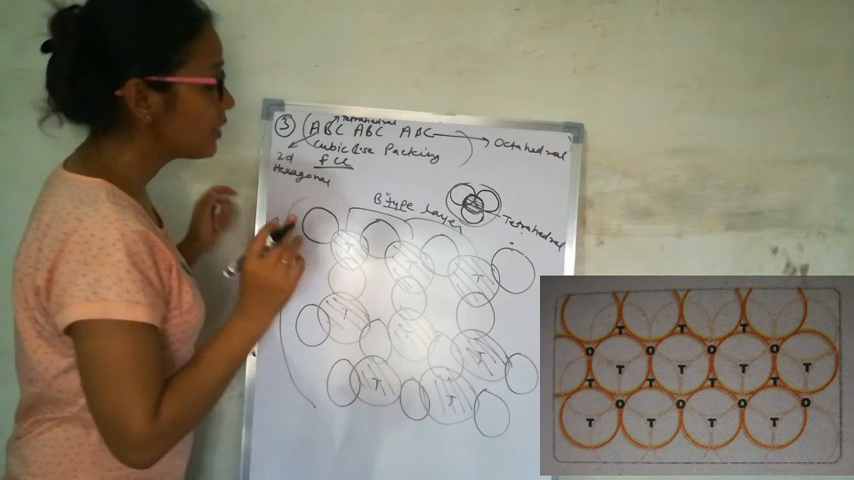 tetrahedral
③ (ABC ABC ABC ) → Octahedral
Cubic Close Packing
2d fcc
Hexagonal
B type layer
Tetrahedral
T T T
T T T
T T
T T T
O T O T O T O
T T T T
T O T O T O T O
T T T T